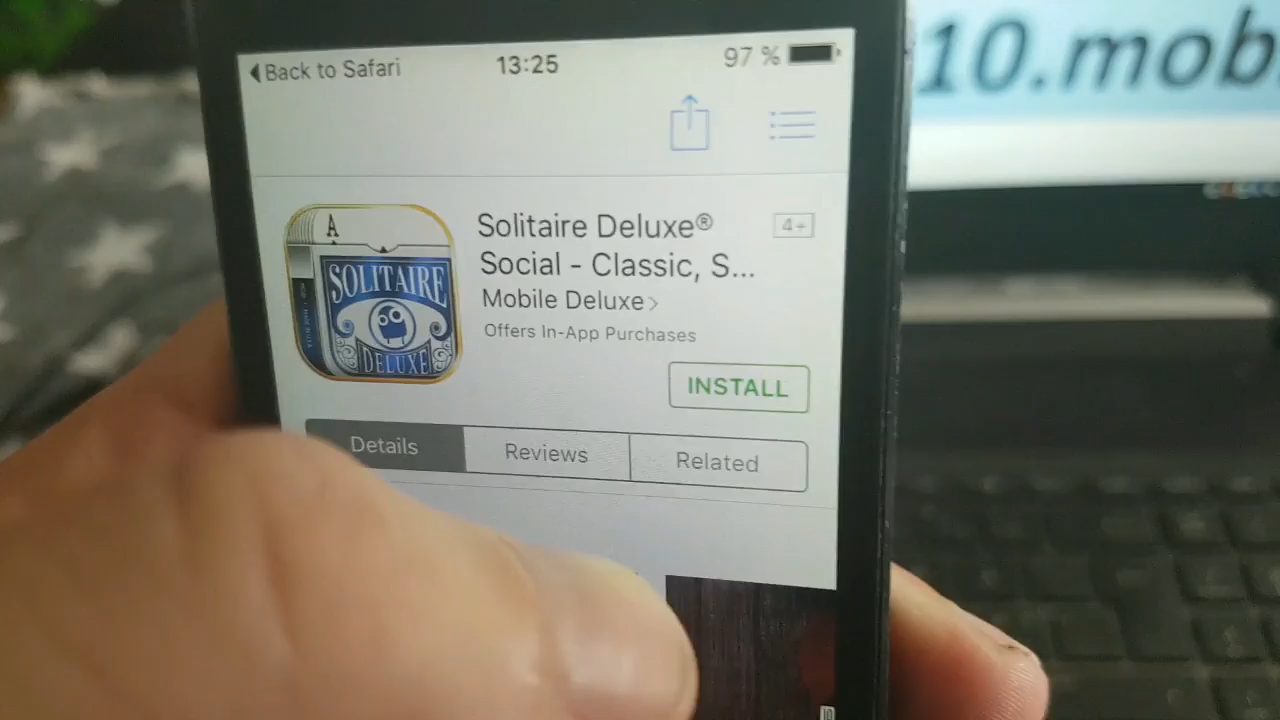 10.mob
Back to Safari
13:25
97 %
A
SOLITAIRE
DELUXE
Solitaire Deluxe®
Social - Classic, S...
4+
Mobile Deluxe
Offers In-App Purchases
INSTALL
Details
Reviews
Related